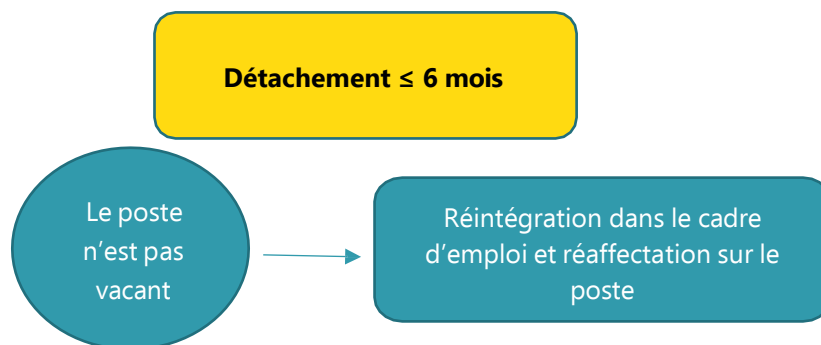 Détachement ≤ 6 mois
Le poste
n’est pas
vacant
Réintégration dans le cadre
d’emploi et réaffectation sur le
poste